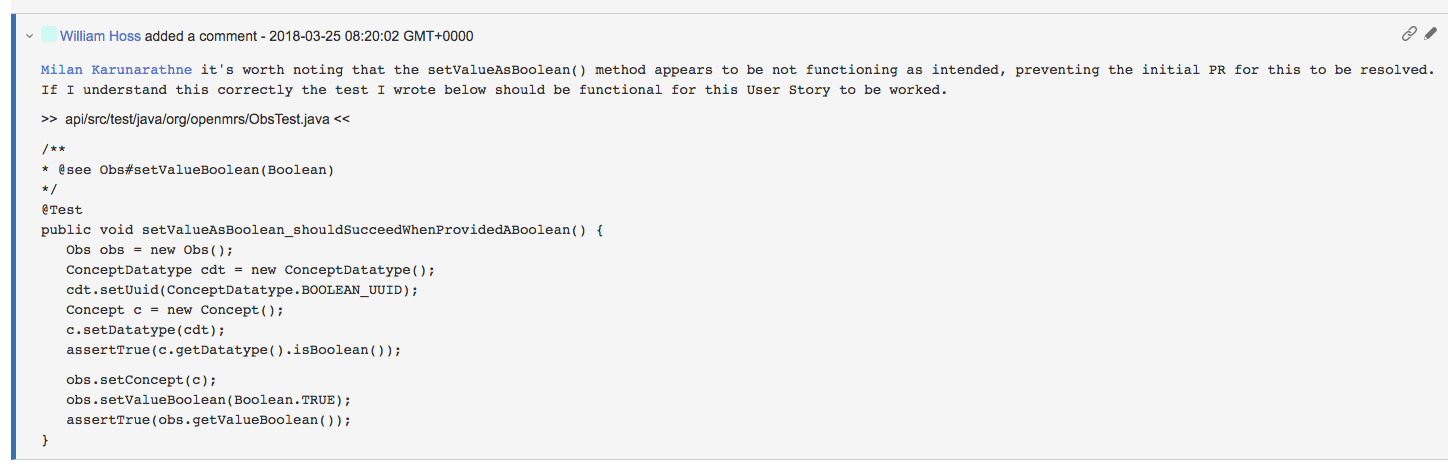 William Hoss added a comment - 2018-03-25 08:20:02 GMT+0000
Milan Karunarathne it's worth noting that the setValueAsBoolean() method appears to be not functioning as intended, preventing the initial PR for this to be resolved.
If I understand this correctly the test I wrote below should be functional for this User Story to be worked.
>> api/src/test/java/org/openmrs/ObsTest.java <<
/**
* @see Obs#setValueBoolean(Boolean)
*/
@Test
public void setValueAsBoolean_shouldSucceedWhenProvidedABoolean() {
Obs obs = new Obs();
ConceptDatatype cdt = new ConceptDatatype();
cdt.setUuid(ConceptDatatype.BOOLEAN_UUID);
Concept c = new Concept();
c.setDatatype(cdt);
assertTrue(c.getDatatype().isBoolean());
obs.setConcept(c);
obs.setValueBoolean(Boolean.TRUE);
assertTrue(obs.getValueBoolean());
}